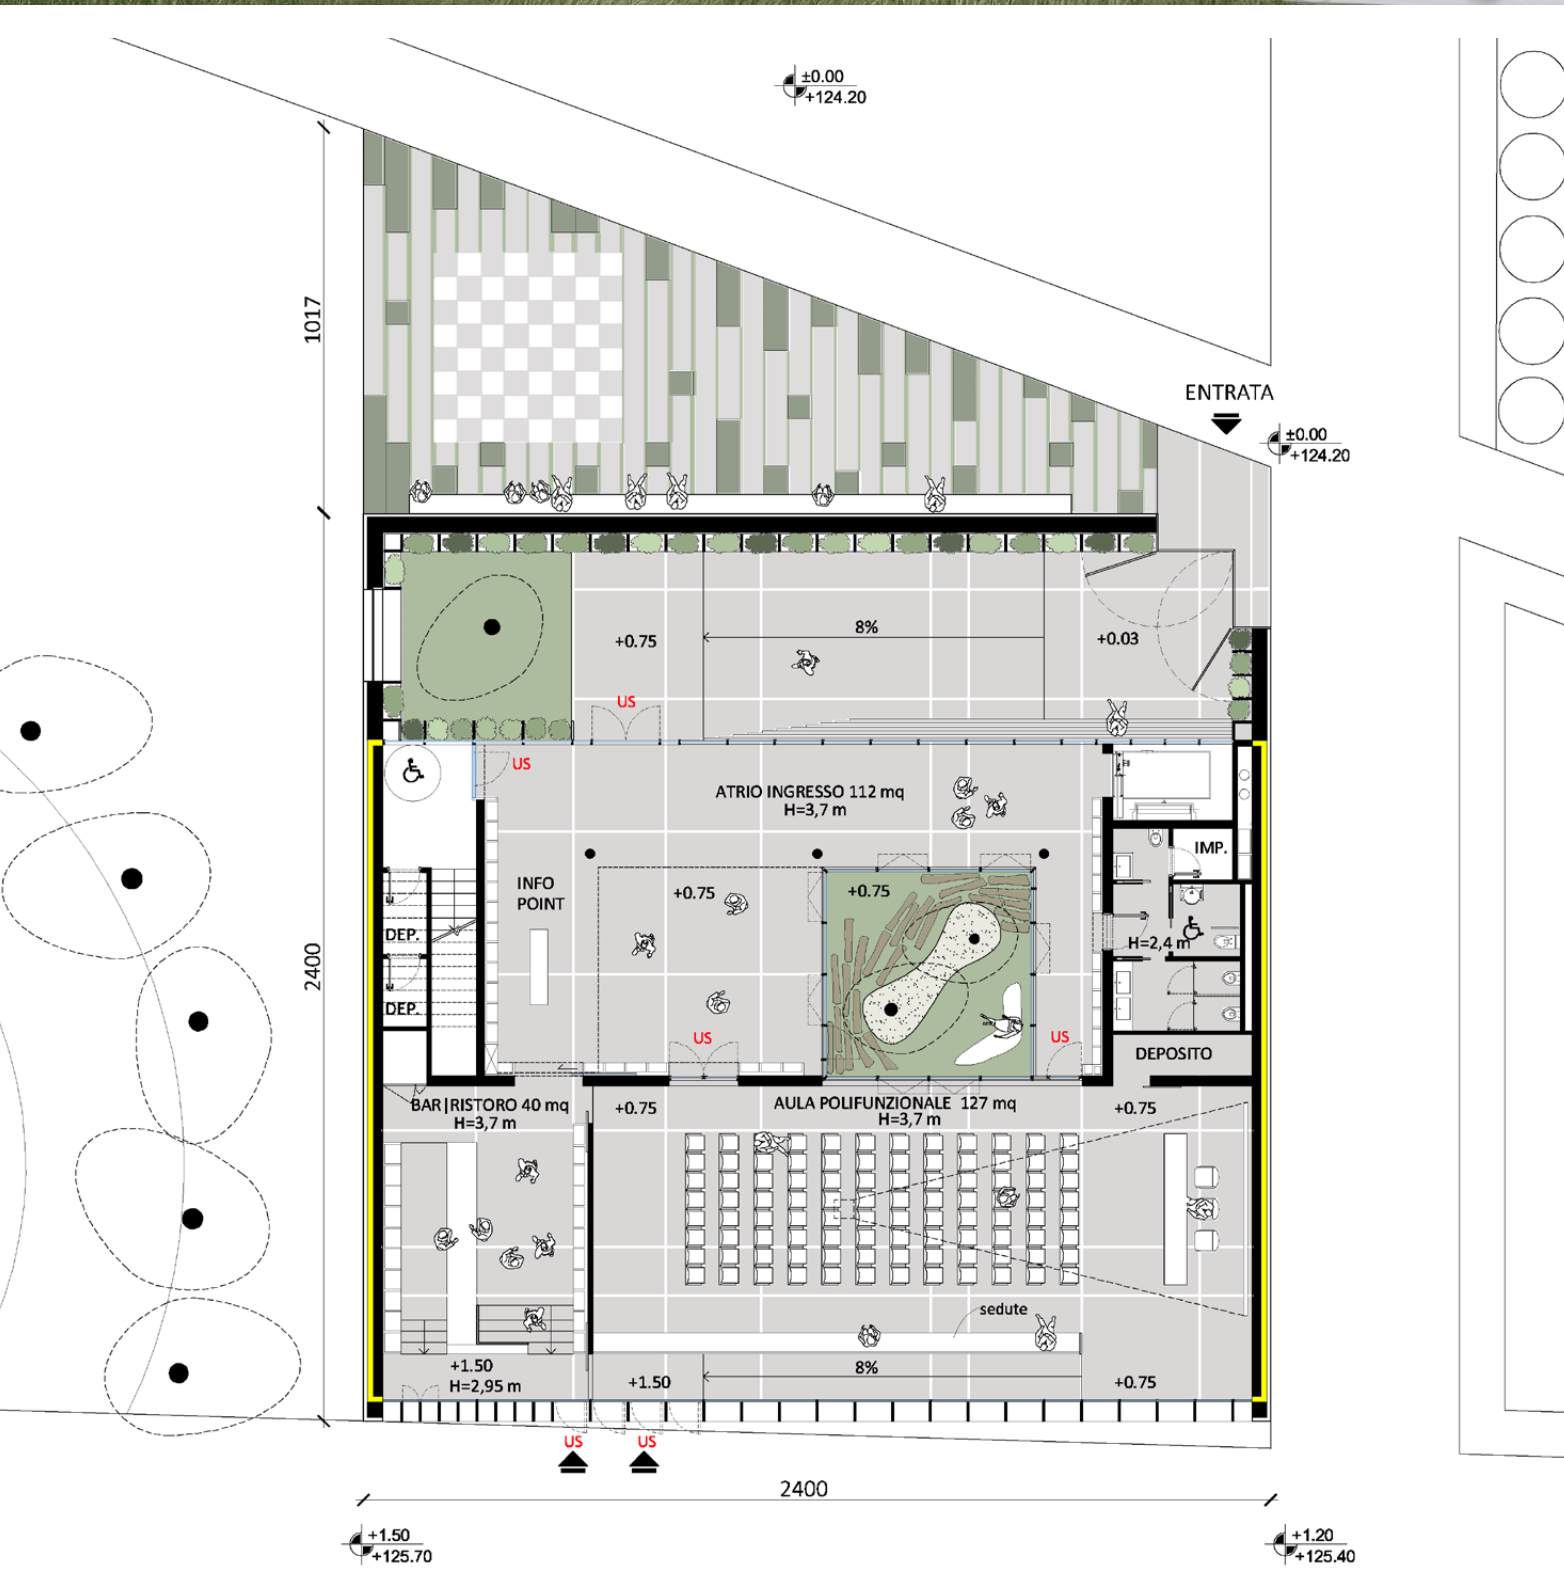 ±0.00
+124.20
1017
ENTRATA
±0.00
+124.20
+0.75
8%
+0.03
US
US
ATRIO INGRESSO 112 mq
H=3,7 m
IMP.
INFO
POINT
+0.75
+0.75
DEP.
H=2,4 m
2400
DEP.
US
US
DEPOSITO
BAR|RISTORO 40 mq
H=3,7 m
+0.75
AULA POLIFUNZIONALE 127 mq
H=3,7 m
+0.75
sedute
+1.50
H=2,95 m
+1.50
8%
+0.75
US
US
2400
+1.50
+125.70
+1.20
+125.40